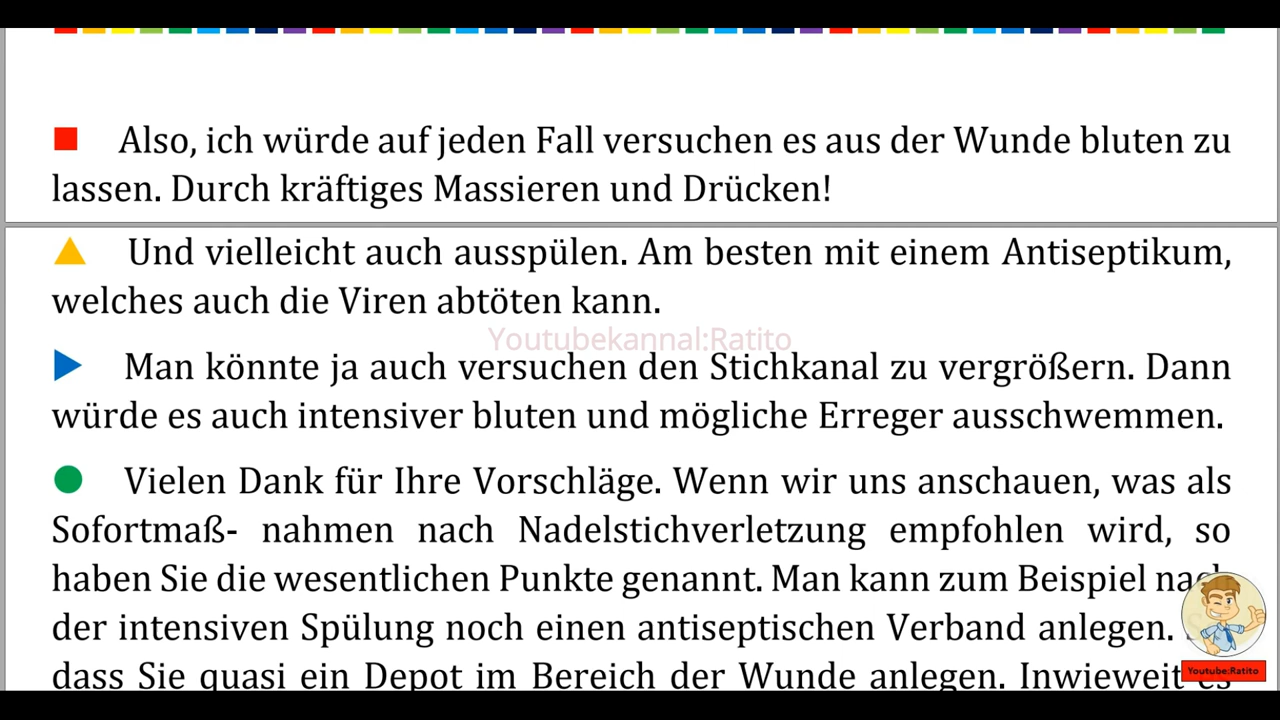 Also, ich würde auf jeden Fall versuchen es aus der Wunde bluten zu
lassen. Durch kräftiges Massieren und Drücken!
Und vielleicht auch ausspülen. Am besten mit einem Antiseptikum,
welches auch die Viren abtöten kann.
Youtubekannal:Ratito
Man könnte ja auch versuchen den Stichkanal zu vergrößern. Dann
würde es auch intensiver bluten und mögliche Erreger ausschwemmen.
Vielen Dank für Ihre Vorschläge. Wenn wir uns anschauen, was als
Sofortmaß- nahmen nach Nadelstichverletzung empfohlen wird, so
haben Sie die wesentlichen Punkte genannt. Man kann zum Beispiel nach
der intensiven Spülung noch einen antiseptischen Verband anlegen.
dass Sie quasi ein Depot im Bereich der Wunde anlegen. Inwieweit es
Youtube:Ratito